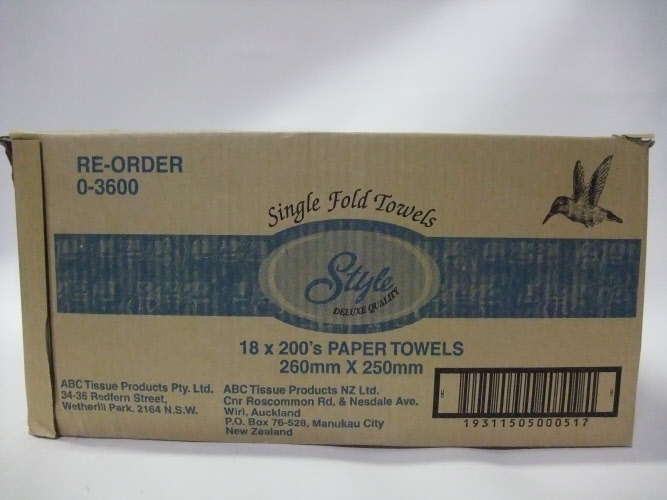 RE-ORDER
0-3600
Single Fold Towels
Style
DELUXE QUALITY
18 x 200's PAPER TOWELS
260mm X 250mm
ABC Tissue Products Pty. Ltd.
34-36 Redfern Street,
Wetherill Park. 2164 N.S.W.
ABC Tissue Products NZ Ltd.
Cnr Roscommon Rd. & Nesdale Ave.
Wiri, Auckland
P.O. Box 76-528, Manukau City
New Zealand
19311505000517